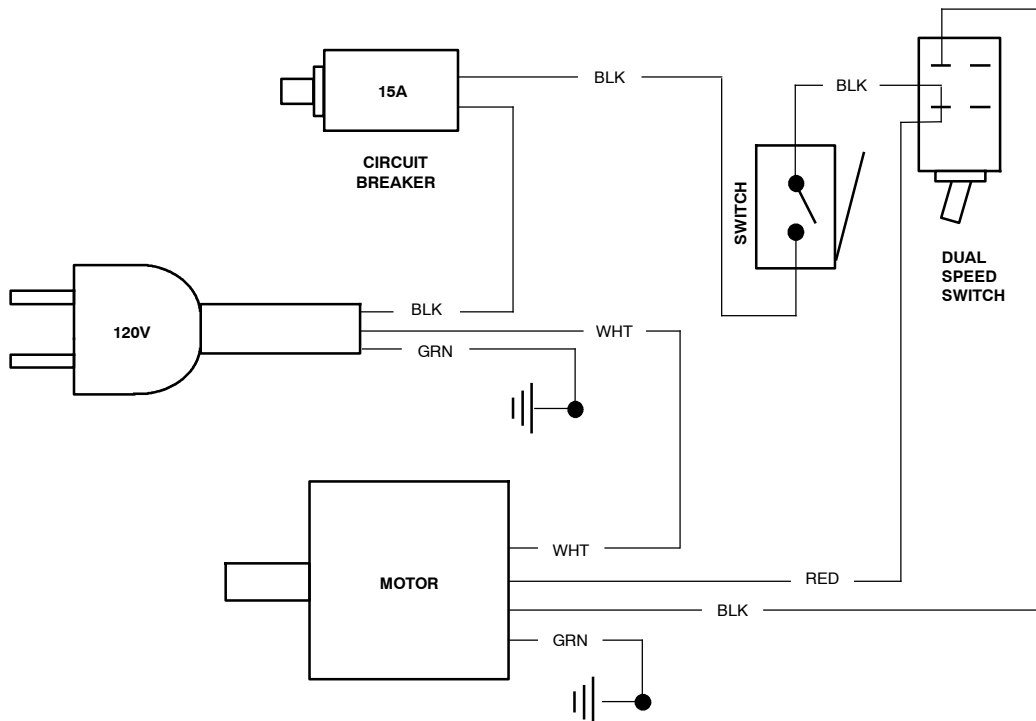 15A
BLK
BLK
CIRCUIT
BREAKER
SWITCH
DUAL
SPEED
SWITCH
120V
BLK
WHT
GRN
WHT
MOTOR
RED
BLK
GRN